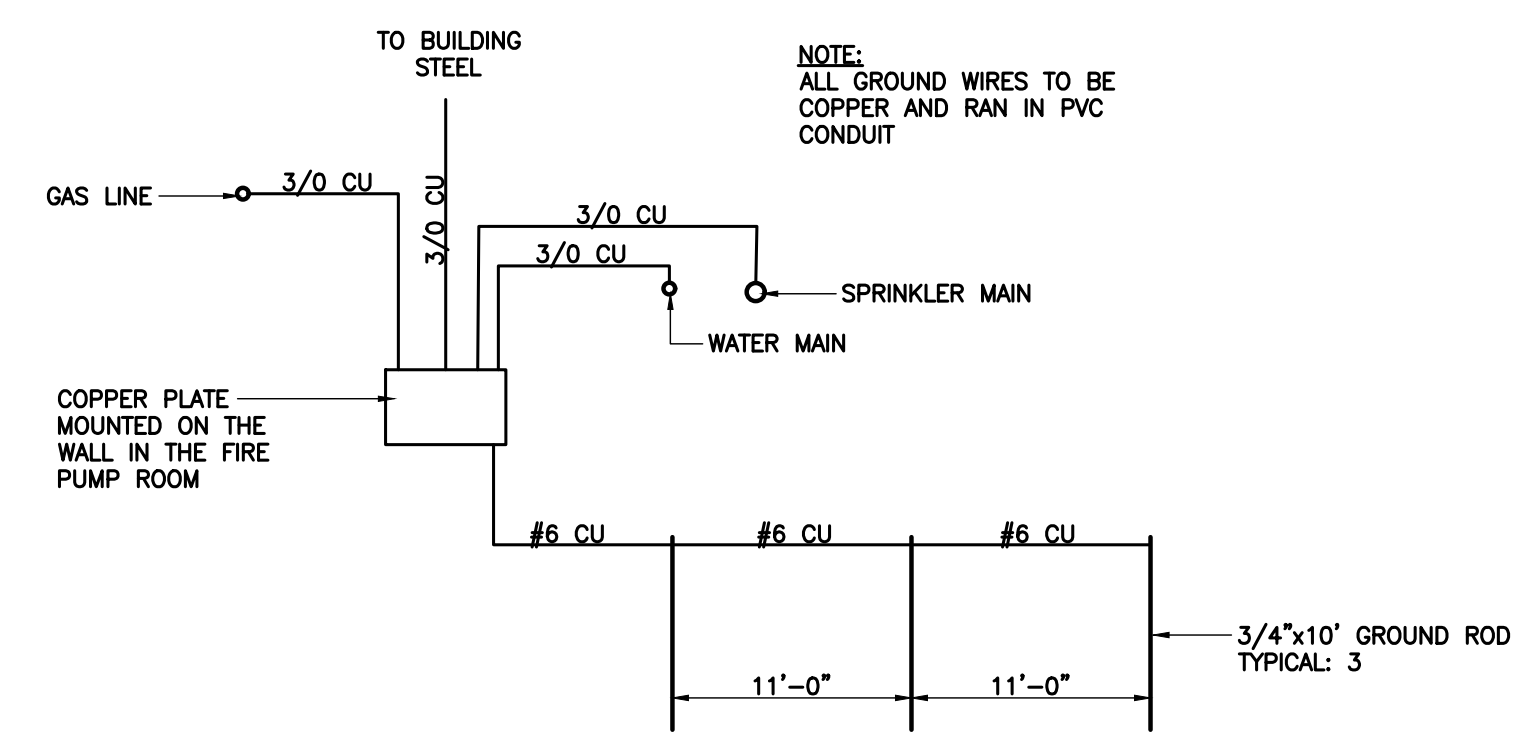 TO BUILDING
STEEL
NOTE:
ALL GROUND WIRES TO BE
COPPER AND RAN IN PVC
CONDUIT
GAS LINE
3/0 CU
3/0 CU
3/0 CU
3/0 CU
SPRINKLER MAIN
WATER MAIN
COPPER PLATE
MOUNTED ON THE
WALL IN THE FIRE
PUMP ROOM
#6 CU
#6 CU
#6 CU
3/4"x10' GROUND ROD
TYPICAL: 3
11'-0"
11'-0"